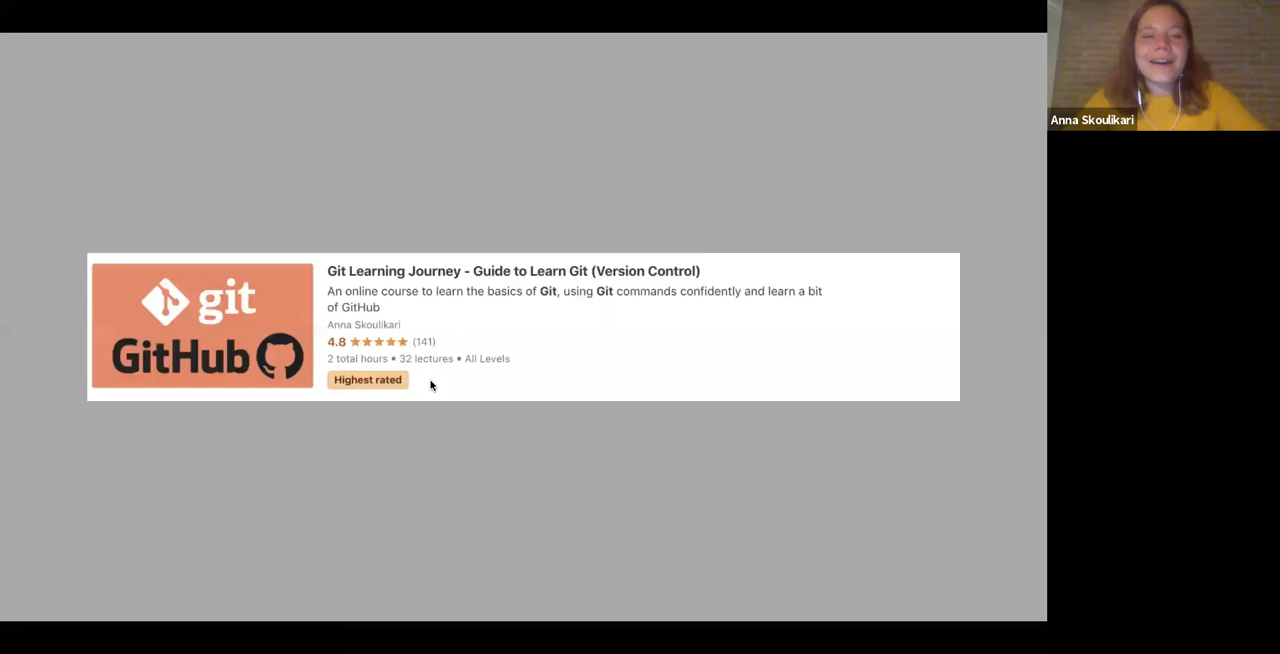 Anna Skoulikari
git
GitHub
Git Learning Journey - Guide to Learn Git (Version Control)
An online course to learn the basics of Git, using Git commands confidently and learn a bit
of GitHub
Anna Skoulikari
4.8 ★★★★★ (141)
2 total hours • 32 lectures • All Levels
Highest rated